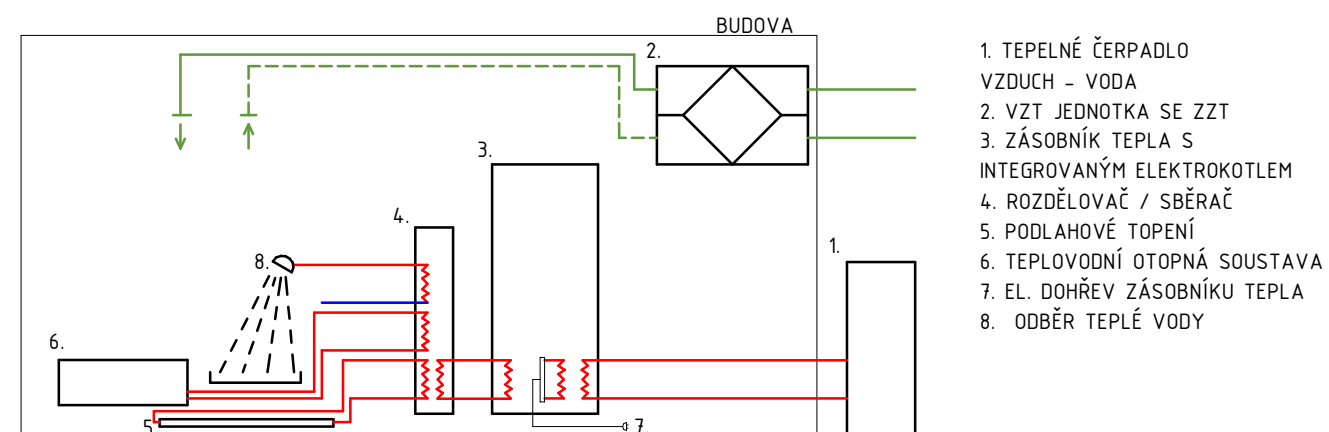 BUDOVA
2.
3.
4.
1.
8.
6.
5
7.
1. TEPELNÉ ČERPADLO
VZDUCH - VODA
2. VZT JEDNOTKA SE ZZT
3. ZÁSOBNÍK TEPLA S
INTEGROVANÝM ELEKTROKOTLEM
4. ROZDĚLOVAČ / SBĚRAČ
5. PODLAHOVÉ TOPENÍ
6. TEPLOVODNÍ OTOPNÁ SOUSTAVA
7. EL. DOHŘEV ZÁSOBNÍKU TEPLA
8. ODBĚR TEPLÉ VODY